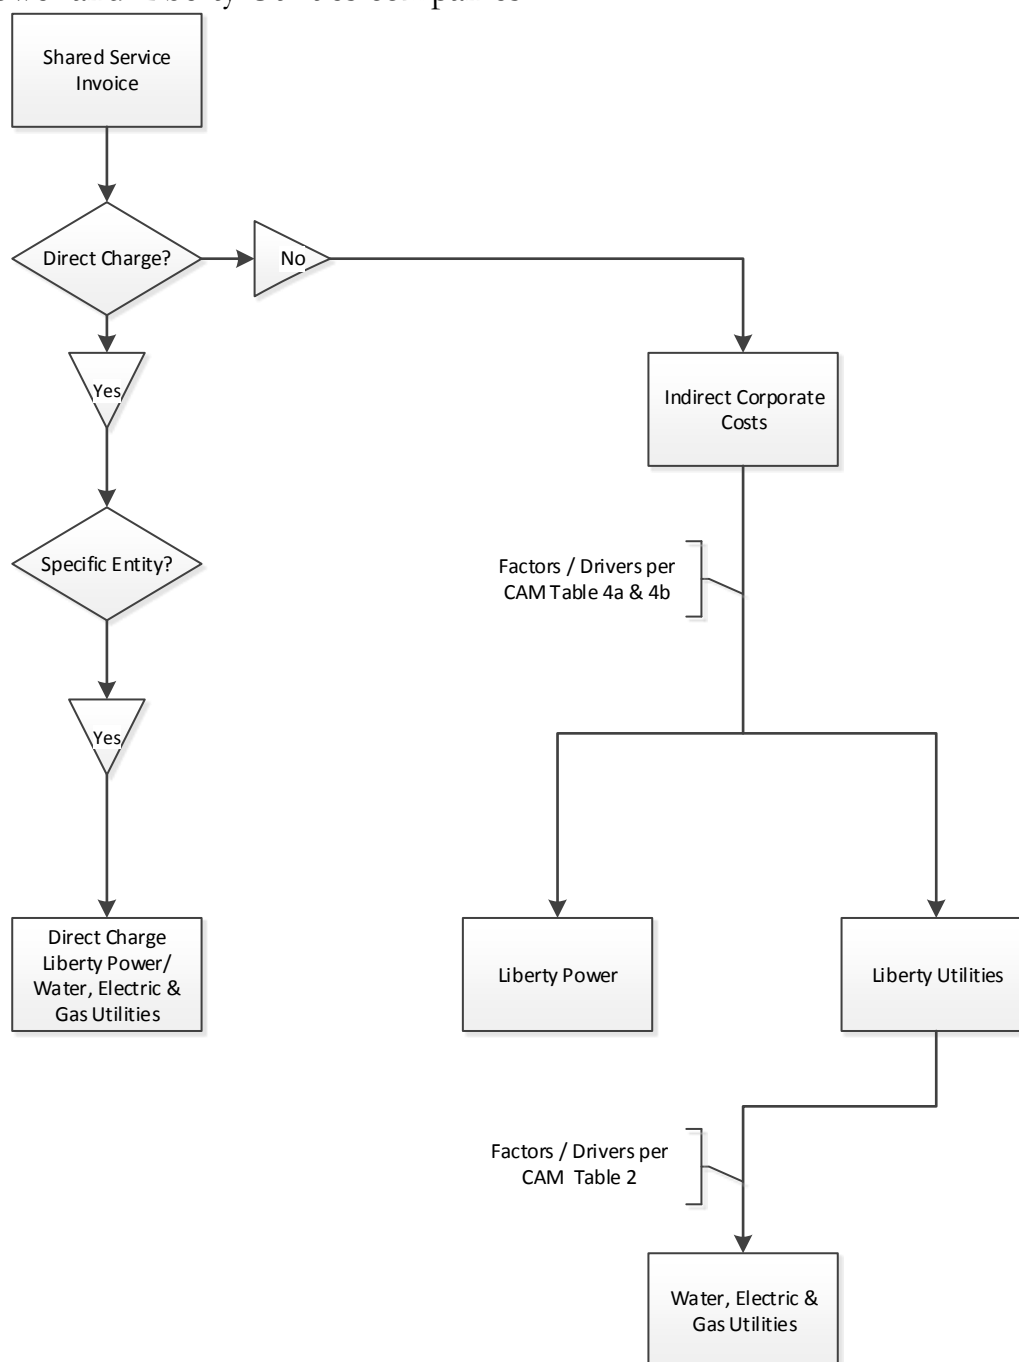 Shared Service
Invoice
Direct Charge?
No
Yes
Indirect Corporate
Costs
Specific Entity?
Factors / Drivers per
CAM Table 4a & 4b
Yes
Direct Charge
Liberty Power/
Water, Electric &
Gas Utilities
Liberty Power
Liberty Utilities
Factors / Drivers per
CAM Table 2
Water, Electric &
Gas Utilities